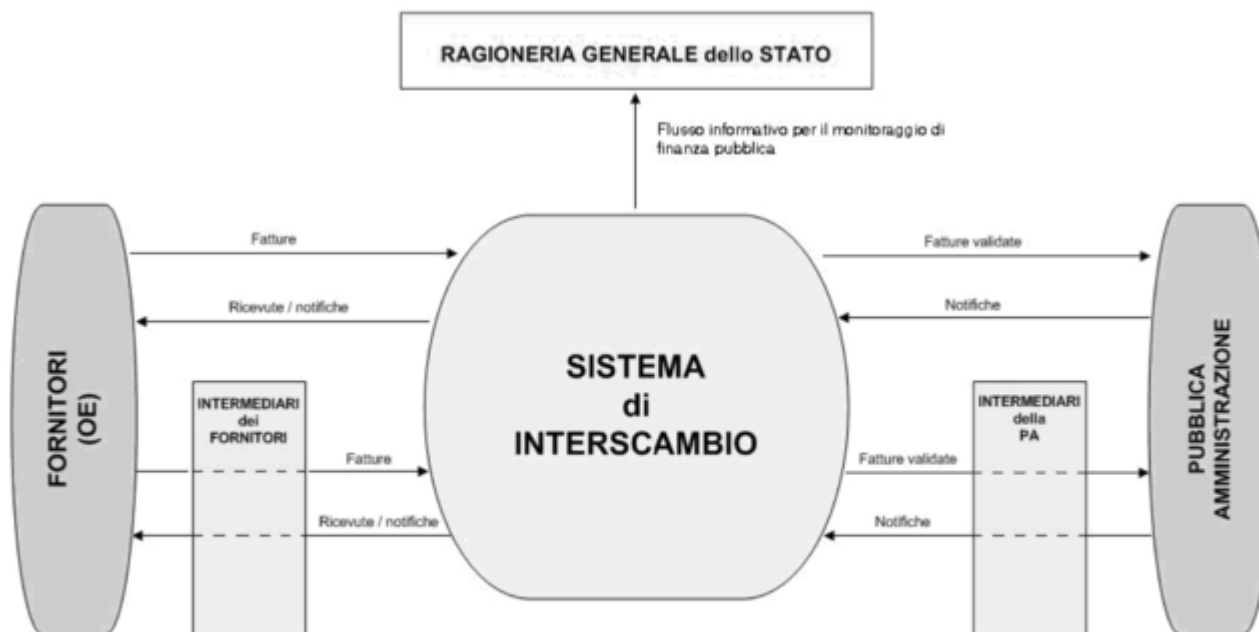 RAGIONERIA GENERALE dello STATO
Flusso informativo per il monitoraggio di
finanza pubblica
Fatture
Fatture validate
Ricevute / notifiche
Notifiche
FORNITORI
(OE)
INTERMEDIARI
dei
FORNITORI
SISTEMA
di
INTERSCAMBIO
INTERMEDIARI
della
PA
PUBBLICA
AMMINISTRAZIONE
Fatture
Fatture validate
Ricevute / notifiche
Notifiche